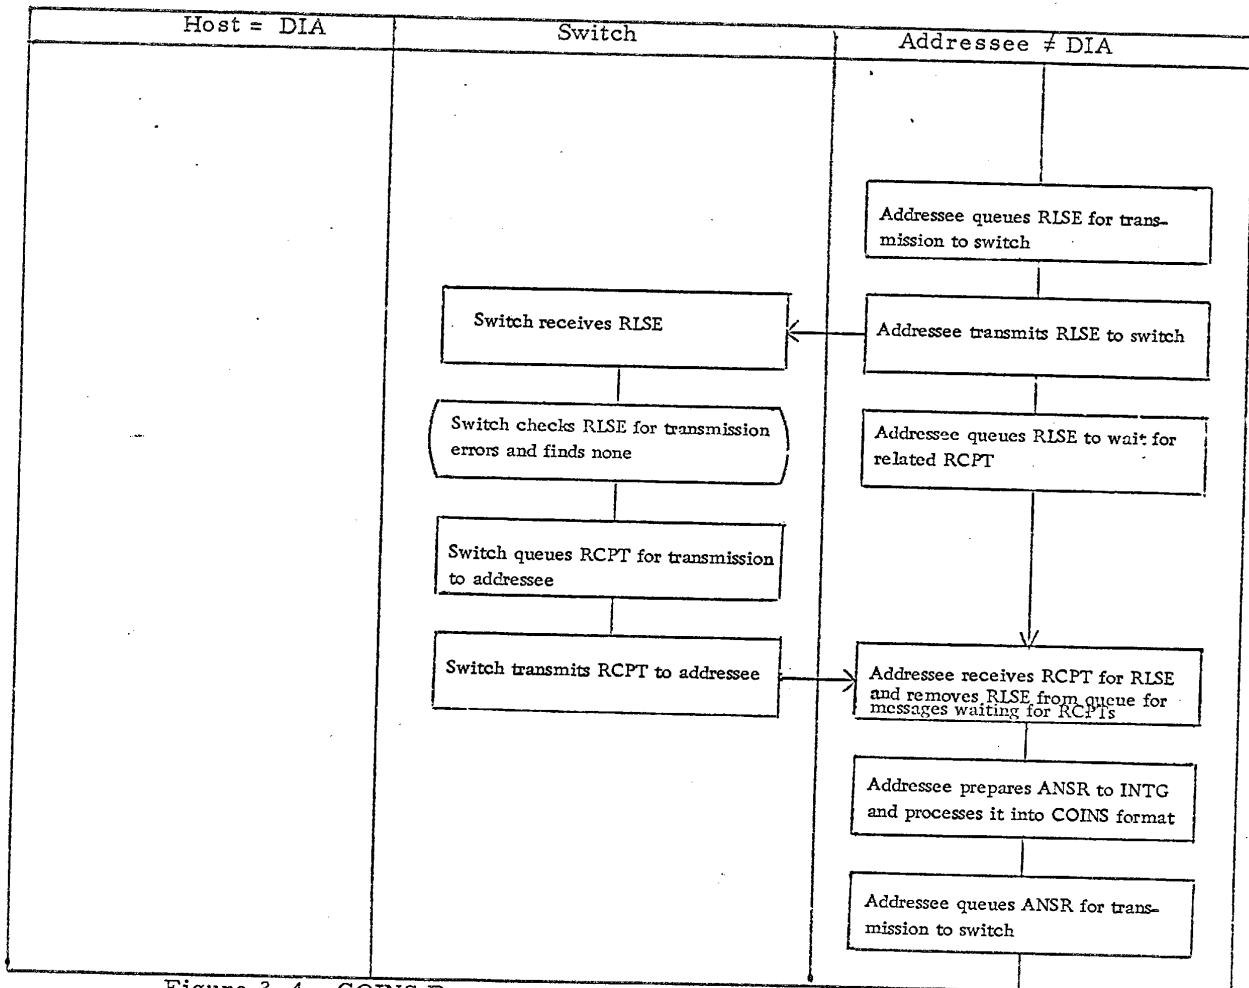 Host = DIA
Switch
Addressee ≠ DIA
Addressee queues RLSE for trans-
mission to switch
Switch receives RLSE
Addressee transmits RLSE to switch
Switch checks RLSE for transmission
errors and finds none
Addressee queues RLSE to wait for
related RCPT
Switch queues RCPT for transmission
to addressee
Switch transmits RCPT to addressee
Addressee receives RCPT for RLSE
and removes RLSE from queue for
messages waiting for RCPTs
Addressee prepares ANSR to INTG
and processes it into COINS format
Addressee queues ANSR for trans-
mission to switch
COINS